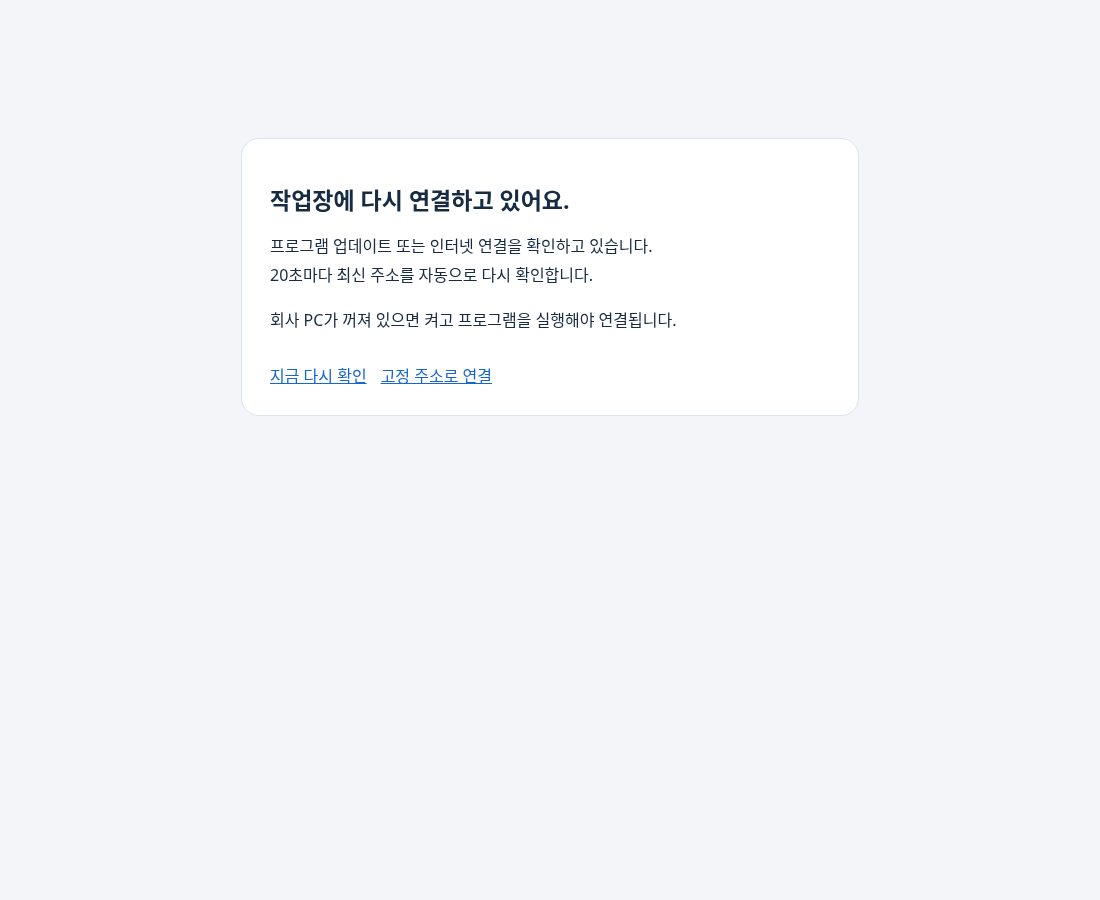 작업장에 다시 연결하고 있어요.
프로그램 업데이트 또는 인터넷 연결을 확인하고 있습니다.
20초마다 최신 주소를 자동으로 다시 확인합니다.
회사 PC가 꺼져 있으면 켜고 프로그램을 실행해야 연결됩니다.
지금 다시 확인 고정 주소로 연결